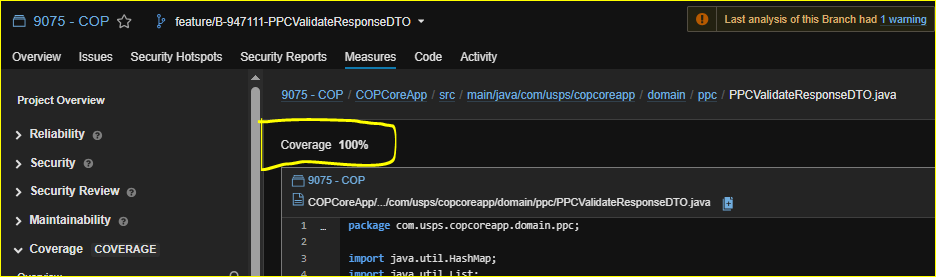 9075 - COP feature/B-947111-PPCValidateResponseDTO Last analysis of this Branch had 1 warning
Overview Issues Security Hotspots Security Reports Measures Code Activity
Project Overview
Reliability ?
Security ?
Security Review ?
Maintainability ?
Coverage COVERAGE
9075 - COP / COPCoreApp / src / main/java/com/usps/copcoreapp / domain / ppc / PPCValidateResponseDTO.java
Coverage 100%
9075 - COP
COPCoreApp/.../com/usps/copcoreapp/domain/ppc/PPCValidateResponseDTO.java
1 … package com.usps.copcoreapp.domain.ppc;
2
3 import java.util.HashMap;
4 import java.util.List;